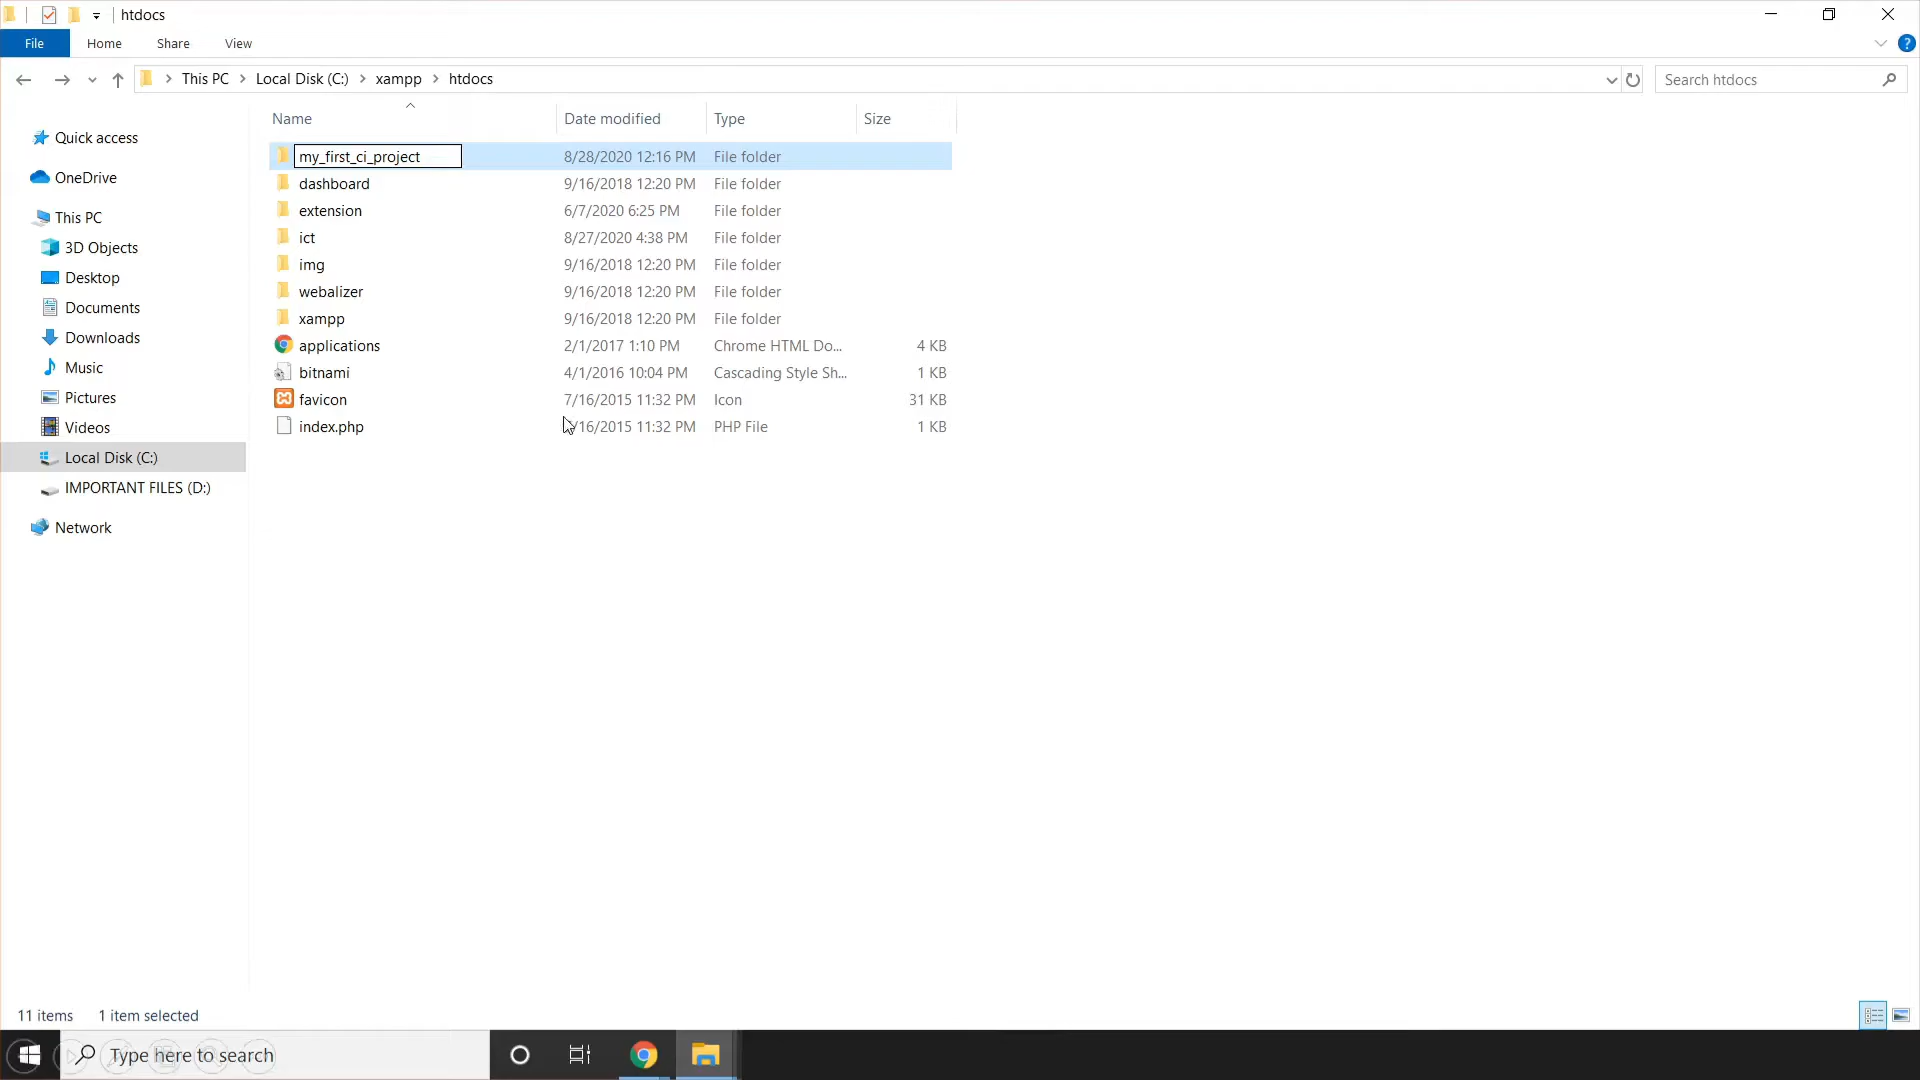 htdocs
File Home Share View
This PC Local Disk (C:) xampp htdocs Search htdocs
Name Date modified Type Size
Quick access
OneDrive
This PC
3D Objects
Desktop
Documents
Downloads
Music
Pictures
Videos
Local Disk (C:)
IMPORTANT FILES (D:)
Network
my_first_ci_project 8/28/2020 12:16 PM File folder
dashboard 9/16/2018 12:20 PM File folder
extension 6/7/2020 6:25 PM File folder
ict 8/27/2020 4:38 PM File folder
img 9/16/2018 12:20 PM File folder
webalizer 9/16/2018 12:20 PM File folder
xampp 9/16/2018 12:20 PM File folder
applications 2/1/2017 1:10 PM Chrome HTML Do... 4 KB
bitnami 4/1/2016 10:04 PM Cascading Style Sh... 1 KB
favicon 7/16/2015 11:32 PM Icon 31 KB
index.php /16/2015 11:32 PM PHP File 1 KB
11 items 1 item selected
Type here to search